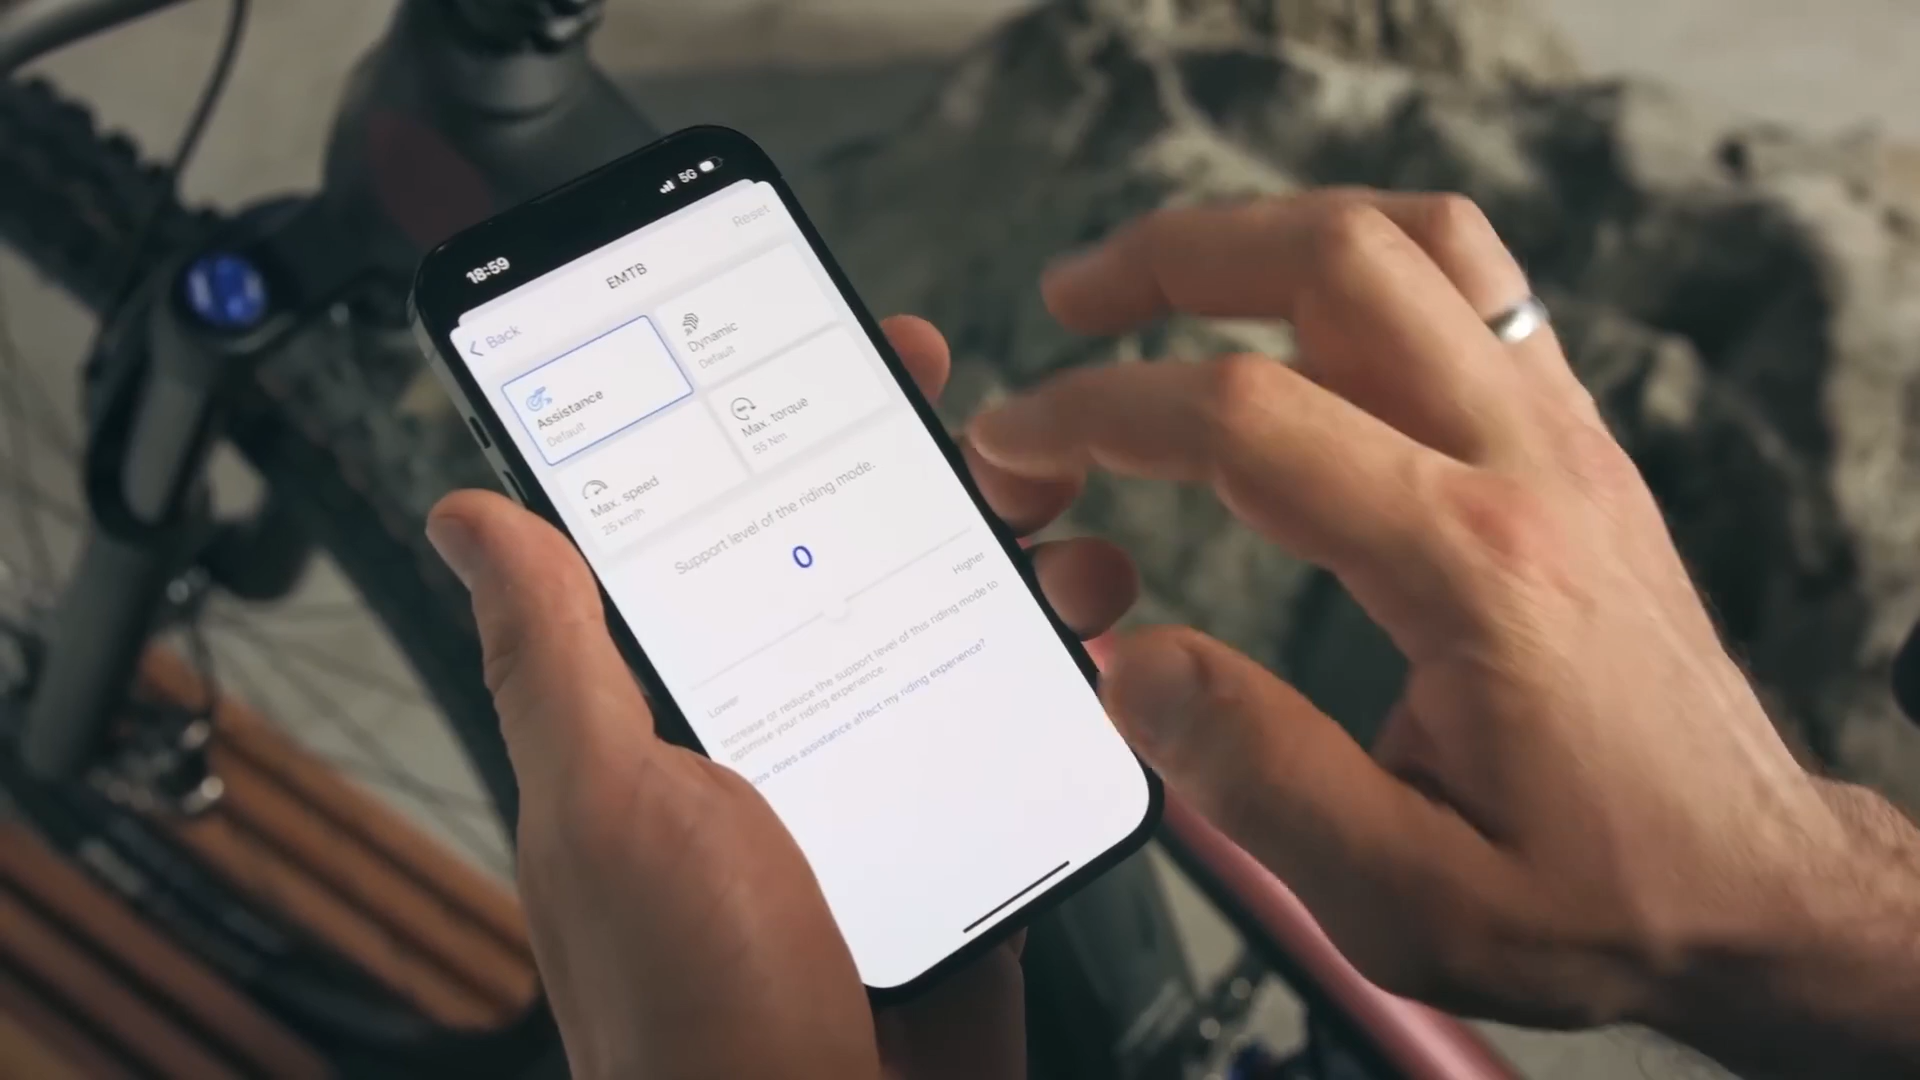 18:59
5G
Reset
EMTB
Back
Assistance
Default
Dynamic
Default
Max. speed
25 km/h
Max. torque
55 Nm
Support level of the riding mode.
0
Lower
Higher
Increase or reduce the support level of this riding mode to
optimise your riding experience.
How does assistance affect my riding experience?